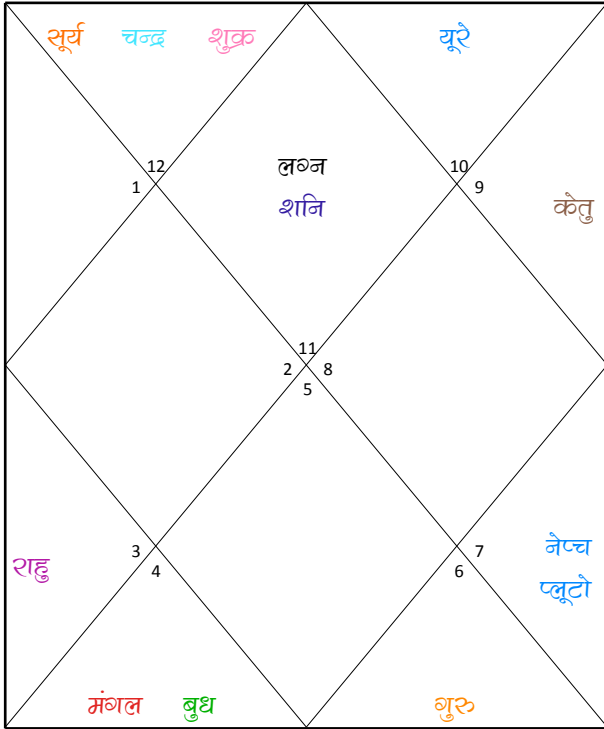 सूर्य चन्द्र शुक्र यूरे
12 लग्न 10
1 शनि 9 केतु
11
2 8
5
3 7 नेप्च
राहु 4 6 प्लूटो
मंगल बुध गुरु